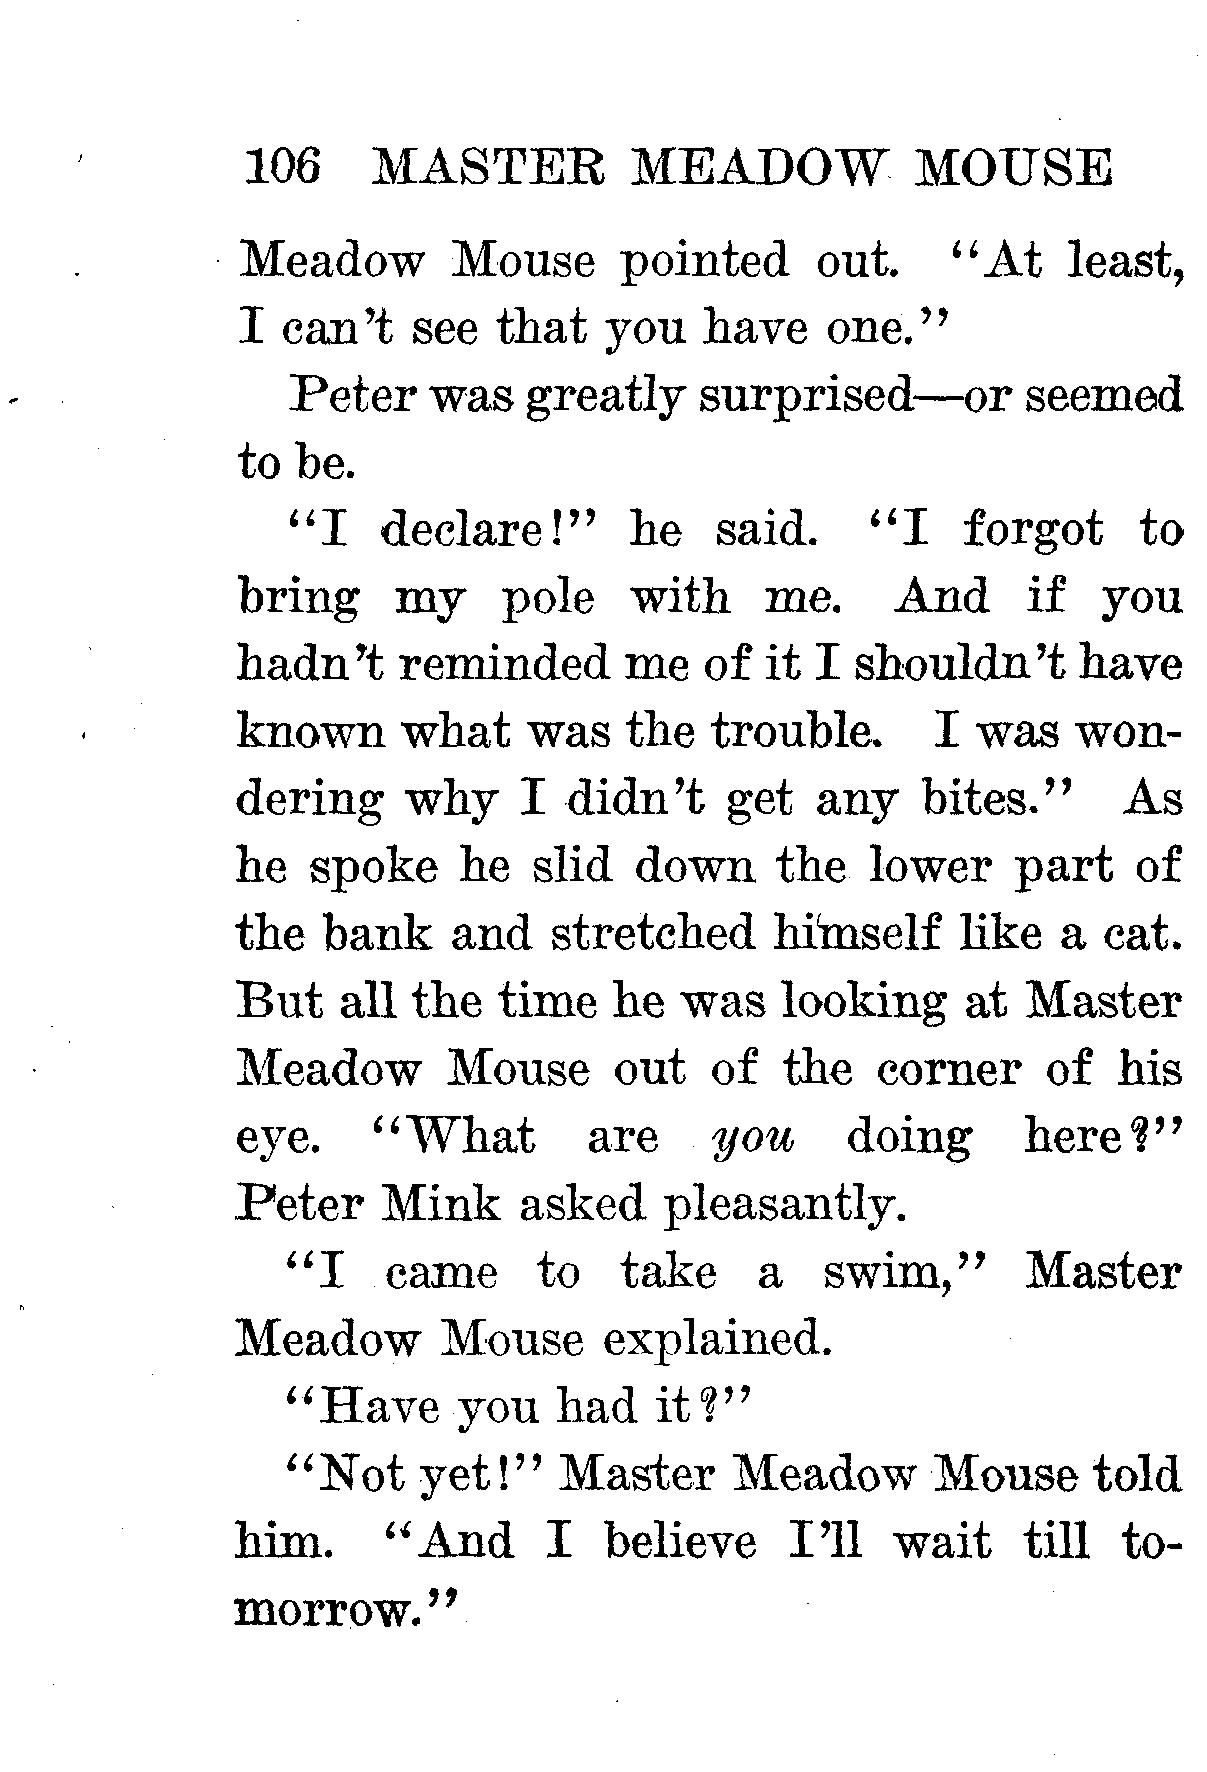 106 MASTER MEADOW MOUSE
Meadow Mouse pointed out. "At least,
I can't see that you have one."
Peter was greatly surprised—or seemed
to be.
"I declare!" he said. "I forgot to
bring my pole with me. And if you
hadn't reminded me of it I shouldn't have
known what was the trouble. I was won-
dering why I didn't get any bites." As
he spoke he slid down the lower part of
the bank and stretched himself like a cat.
But all the time he was looking at Master
Meadow Mouse out of the corner of his
eye. "What are you doing here?"
Peter Mink asked pleasantly.
"I came to take a swim," Master
Meadow Mouse explained.
"Have you had it?"
"Not yet!" Master Meadow Mouse told
him. "And I believe I'll wait till to-
morrow."